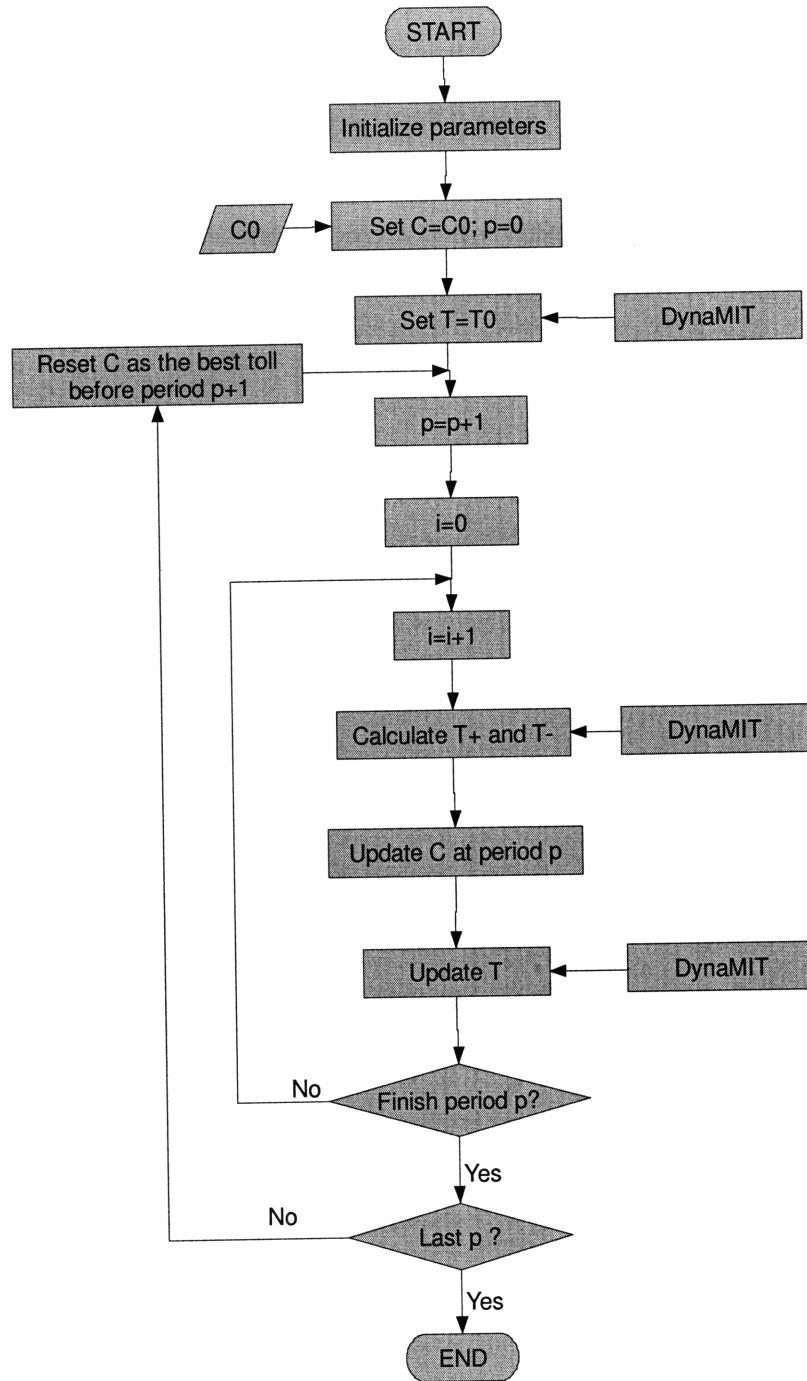 START
Initialize parameters
C0
Set C=C0; p=0
Set T=T0
DynaMIT
Reset C as the best toll
before period p+1
p=p+1
i=0
i=i+1
Calculate T+ and T-
DynaMIT
Update C at period p
Update T
DynaMIT
No
Finish period p?
Yes
No
Last p ?
Yes
END